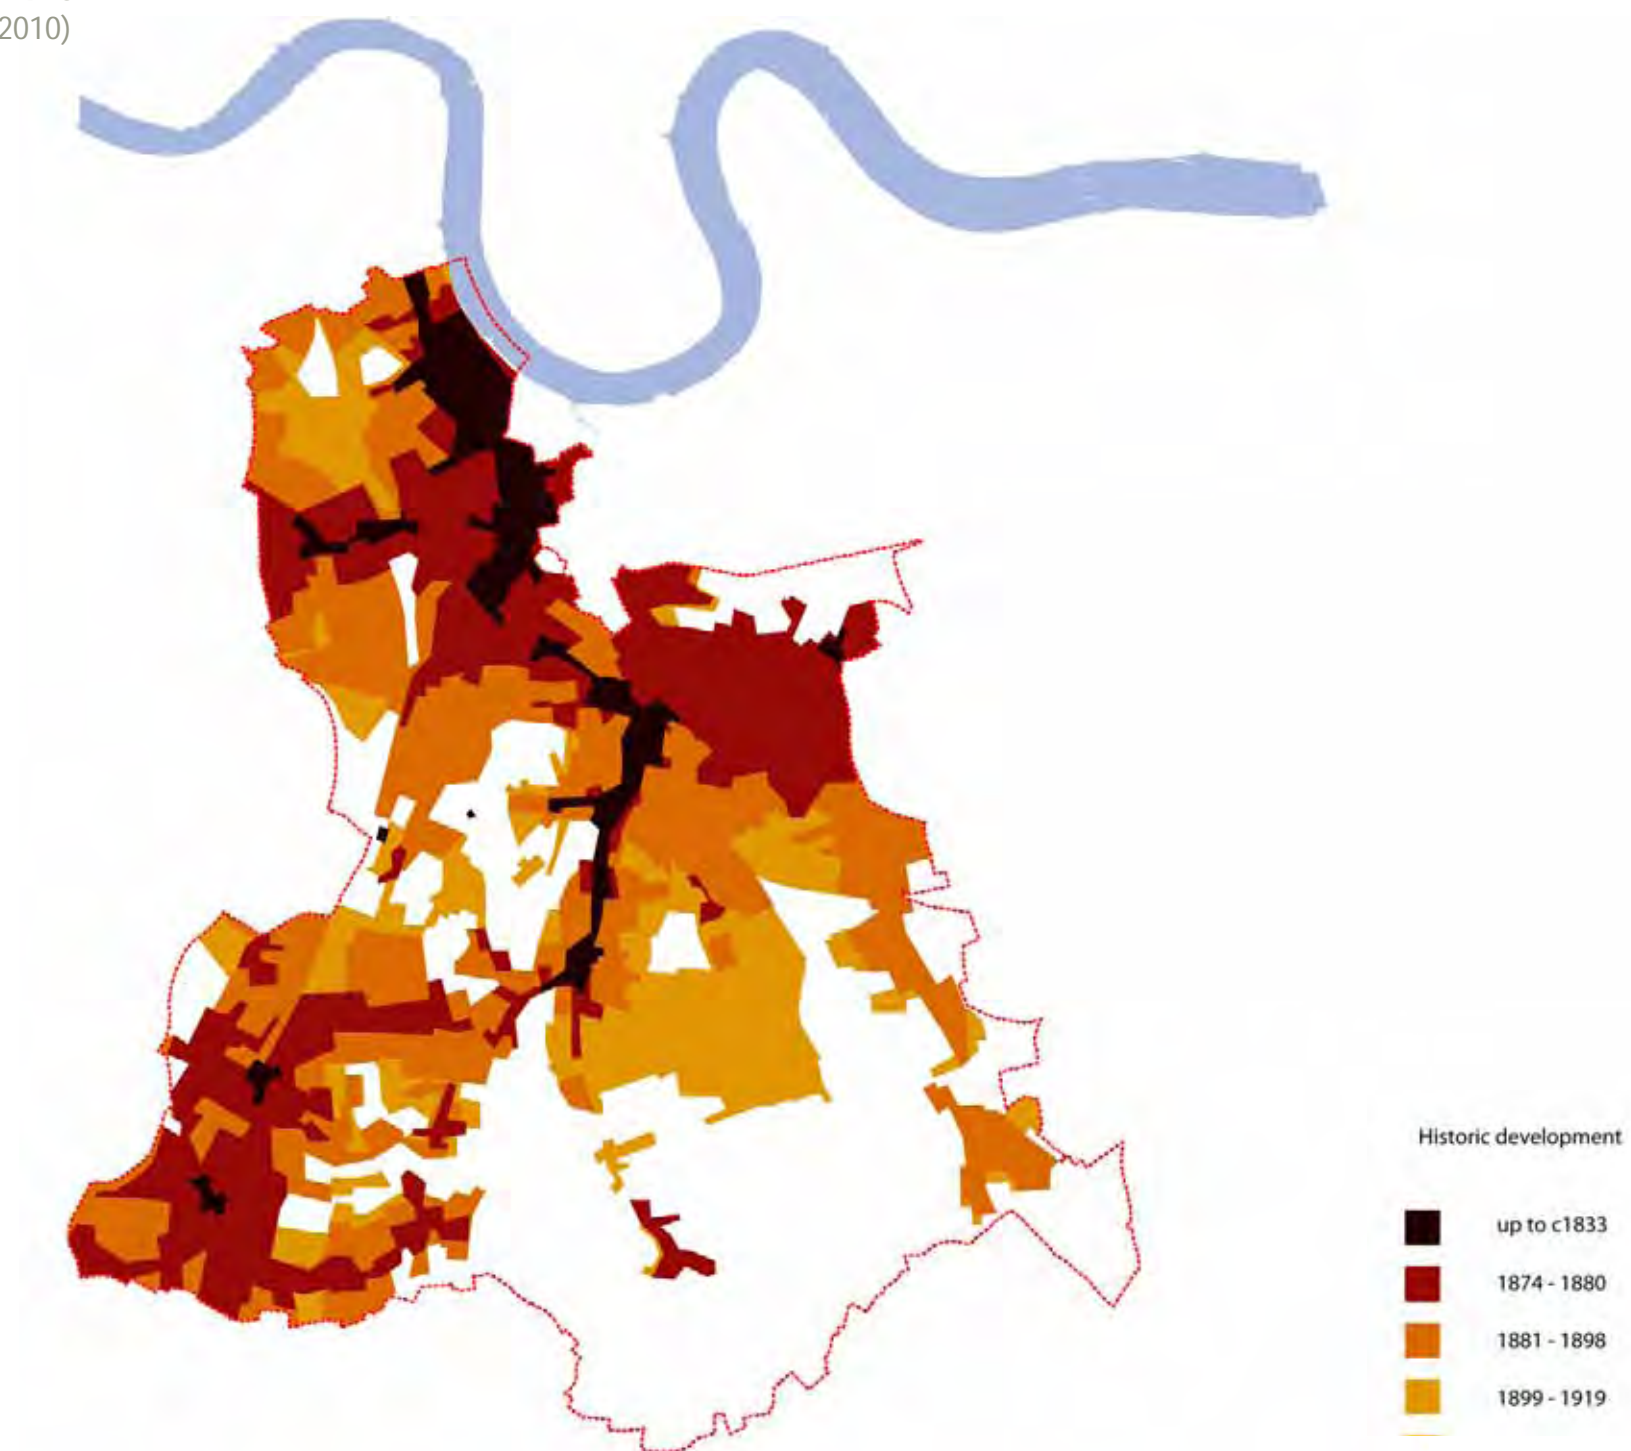 2010)
Historic development
up to c1833
1874 - 1880
1881 - 1898
1899 - 1919